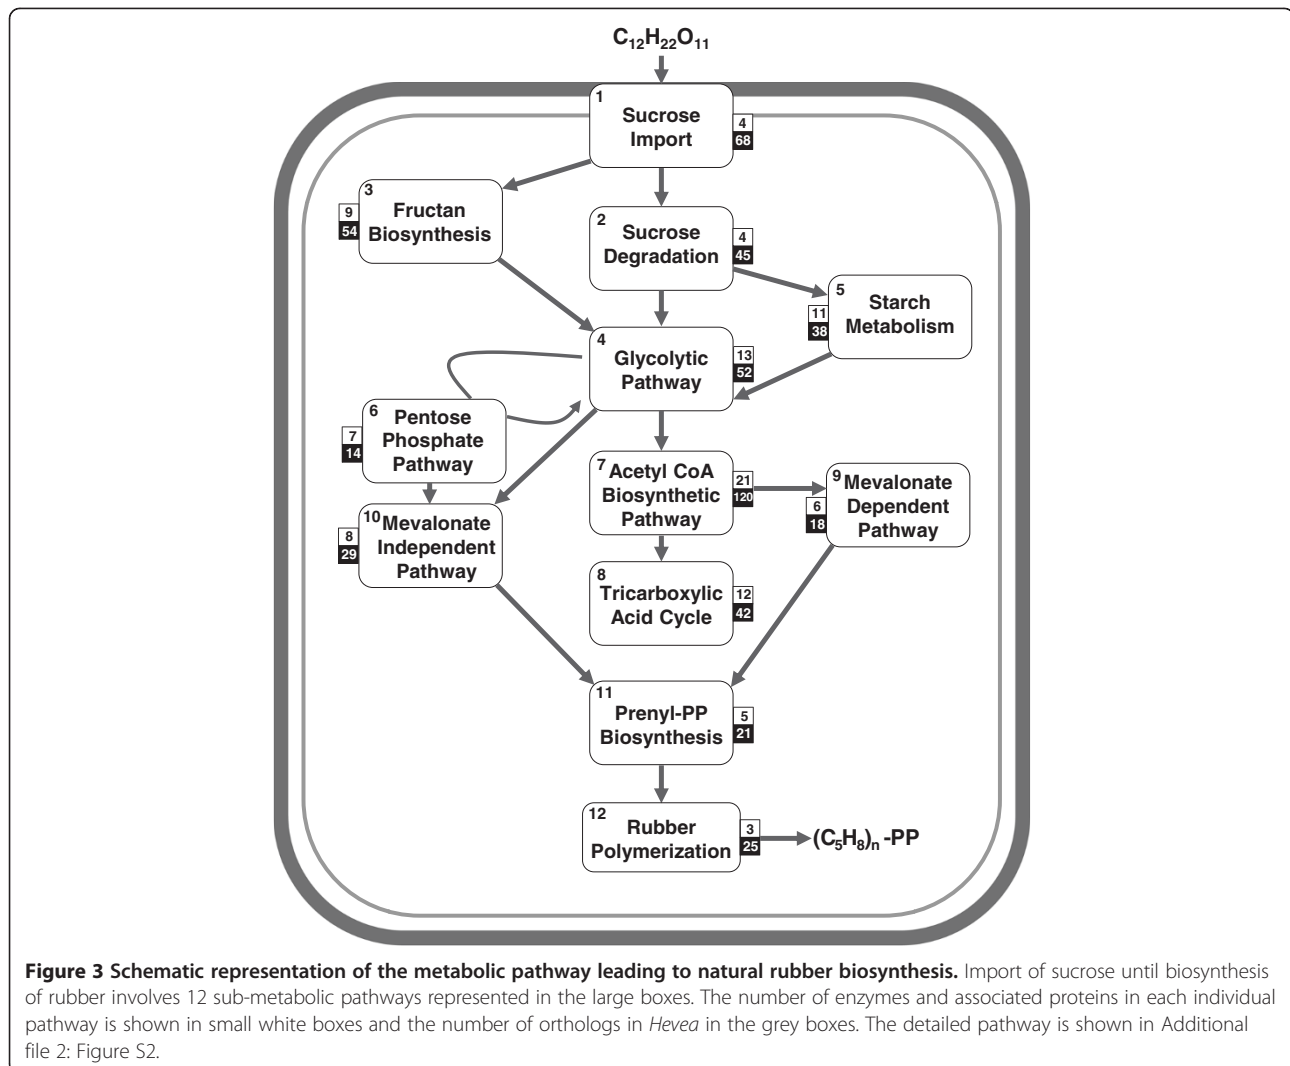 C12H22O11
1
Sucrose
Import
4
68
3
Fructan
Biosynthesis
9
54
2
Sucrose
Degradation
4
45
5
Starch
Metabolism
11
38
4
Glycolytic
Pathway
13
52
6
Pentose
Phosphate
Pathway
7
14
7
Acetyl CoA
Biosynthetic
Pathway
21
120
9
Mevalonate
Dependent
Pathway
6
18
10
Mevalonate
Independent
Pathway
8
29
8
Tricarboxylic
Acid Cycle
12
42
11
Prenyl-PP
Biosynthesis
5
21
12
Rubber
Polymerization
3
25
(C5H8)n -PP
Figure 3 Schematic representation of the metabolic pathway leading to natural rubber biosynthesis. Import of sucrose until biosynthesis
of rubber involves 12 sub-metabolic pathways represented in the large boxes. The number of enzymes and associated proteins in each individual
pathway is shown in small white boxes and the number of orthologs in Hevea in the grey boxes. The detailed pathway is shown in Additional
file 2: Figure S2.